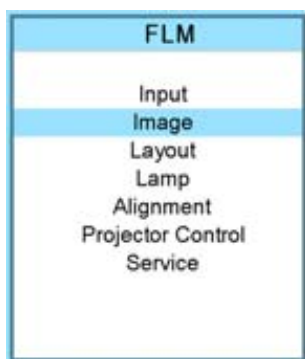 FLM
Input
Image
Layout
Lamp
Alignment
Projector Control
Service